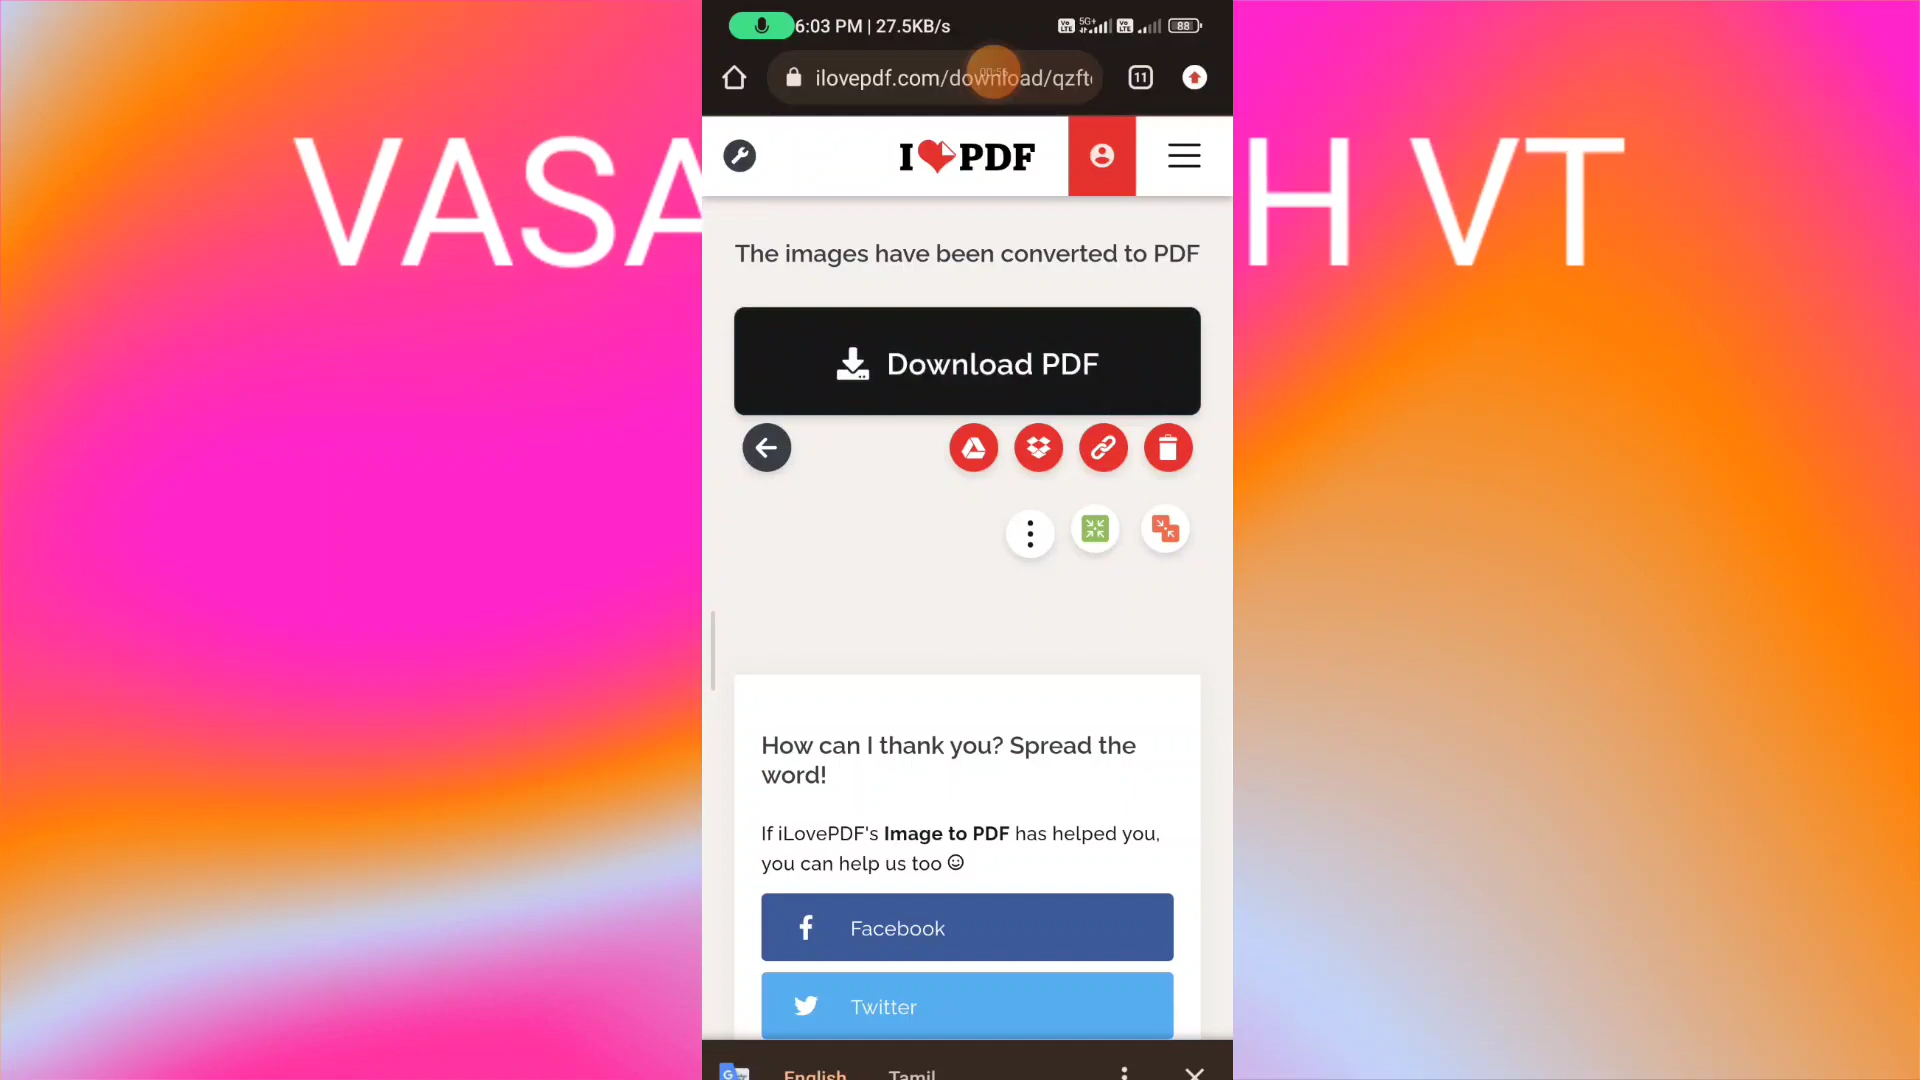 VASA H VT
6:03 PM | 27.5KB/s
5G+
88
ilovepdf.com/download/qzft
11
I PDF
The images have been converted to PDF
Download PDF
How can I thank you? Spread the
word!
If iLovePDF's Image to PDF has helped you,
you can help us too
Facebook
Twitter
English Tamil